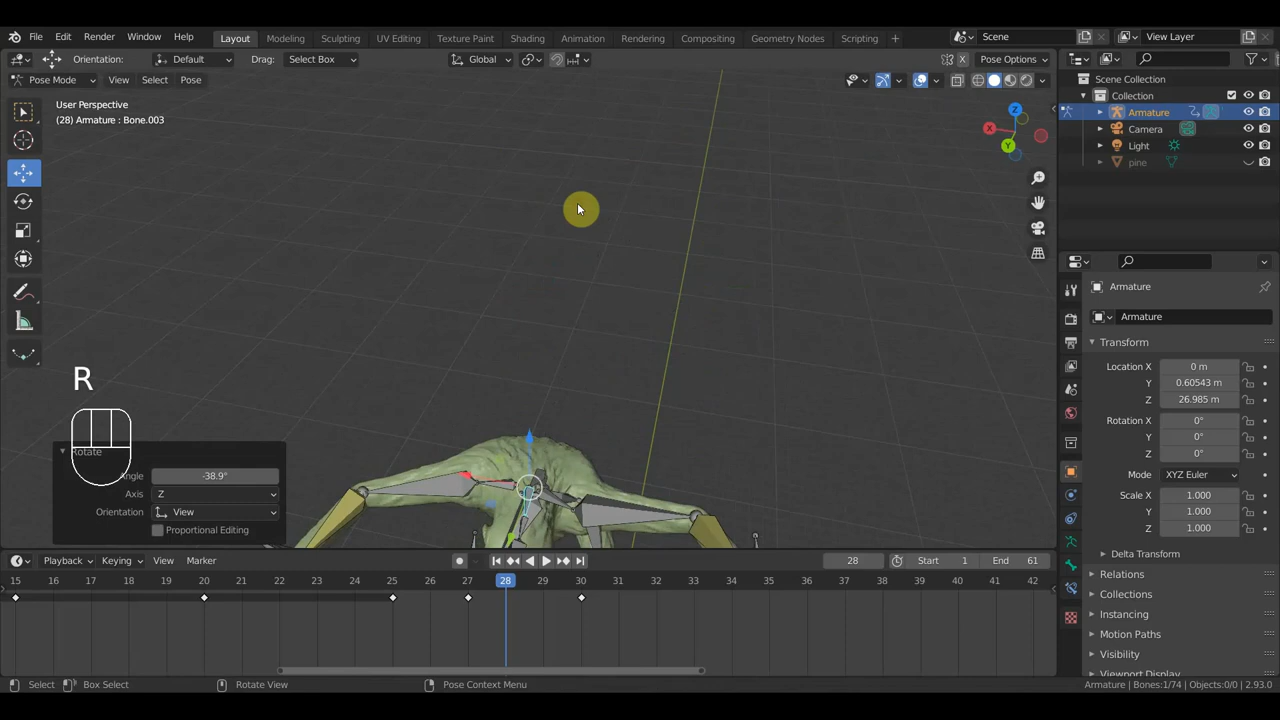 File Edit Render Window Help Layout Modeling Sculpting UV Editing Texture Paint Shading Animation Rendering Compositing Geometry Nodes Scripting + Scene View Layer
Orientation: Default Drag: Select Box Global X Pose Options
Pose Mode View Select Pose
User Perspective
(28) Armature : Bone.003
Z
X
Y
R
Rotate
Angle -38.9°
Axis Z
Orientation View
Proportional Editing
Scene Collection
Collection
Armature
Camera
Light
pine
Armature
Armature
Transform
Location X 0 m
Y 0.60543 m
Z 26.985 m
Rotation X 0°
Y 0°
Z 0°
Mode XYZ Euler
Scale X 1.000
Y 1.000
Z 1.000
Delta Transform
Relations
Collections
Instancing
Motion Paths
Visibility
Viewport Display
Playback Keying View Marker 28 Start 1 End 61
15 16 17 18 19 20 21 22 23 24 25 26 27 28 29 30 31 32 33 34 35 36 37 38 39 40 41 42
Select Box Select Rotate View Pose Context Menu Armature | Bones:1/74 | Objects:0/0 | 2.93.0